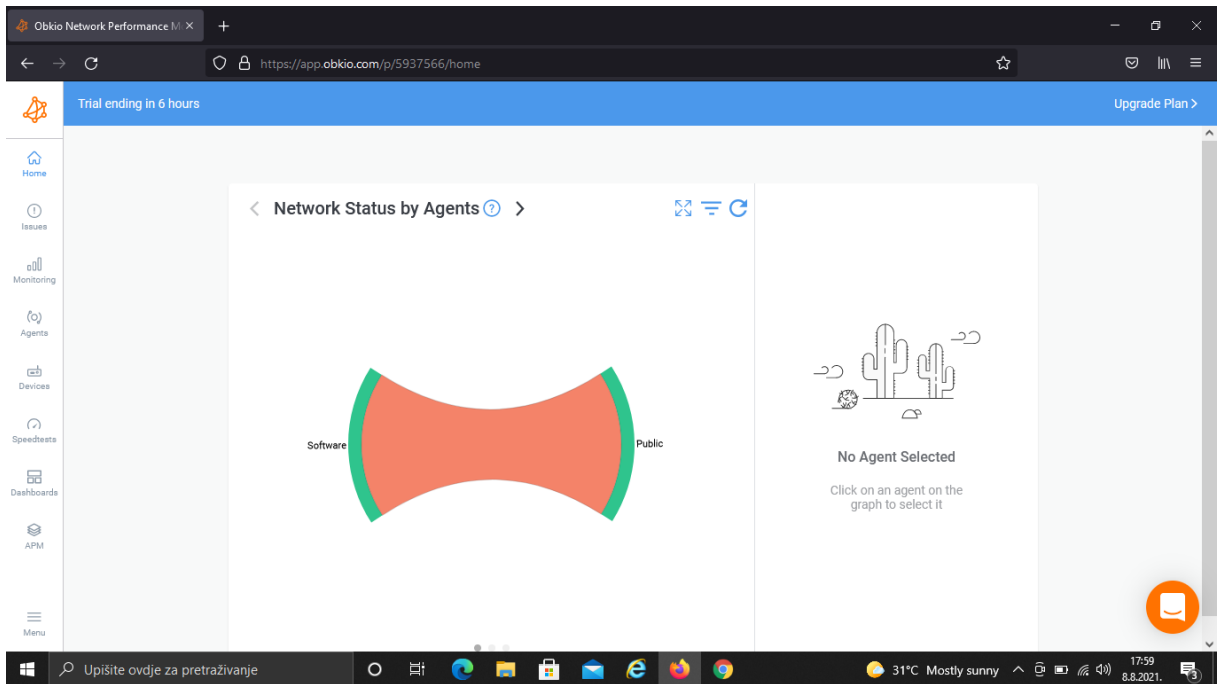 Obkio Network Performance M
https://app.obkio.com/p/5937566/home
Trial ending in 6 hours
Upgrade Plan >
Home
Issues
Monitoring
Agents
Devices
Speedtests
Dashboards
APM
Menu
Network Status by Agents ?
Software
Public
No Agent Selected
Click on an agent on the
graph to select it
Upišite ovdje za pretraživanje
31°C Mostly sunny
17:59
8.8.2021.
3